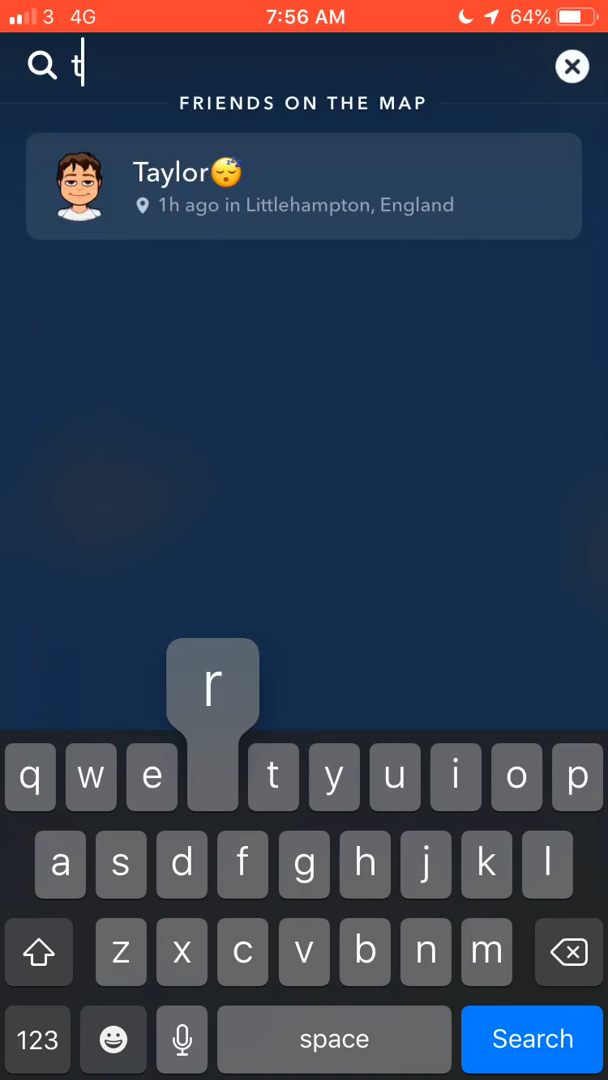 3 4G 7:56 AM 64%
t
FRIENDS ON THE MAP
Taylor😴
1h ago in Littlehampton, England
r
q w e t y u i o p
a s d f g h j k l
z x c v b n m
123 space Search